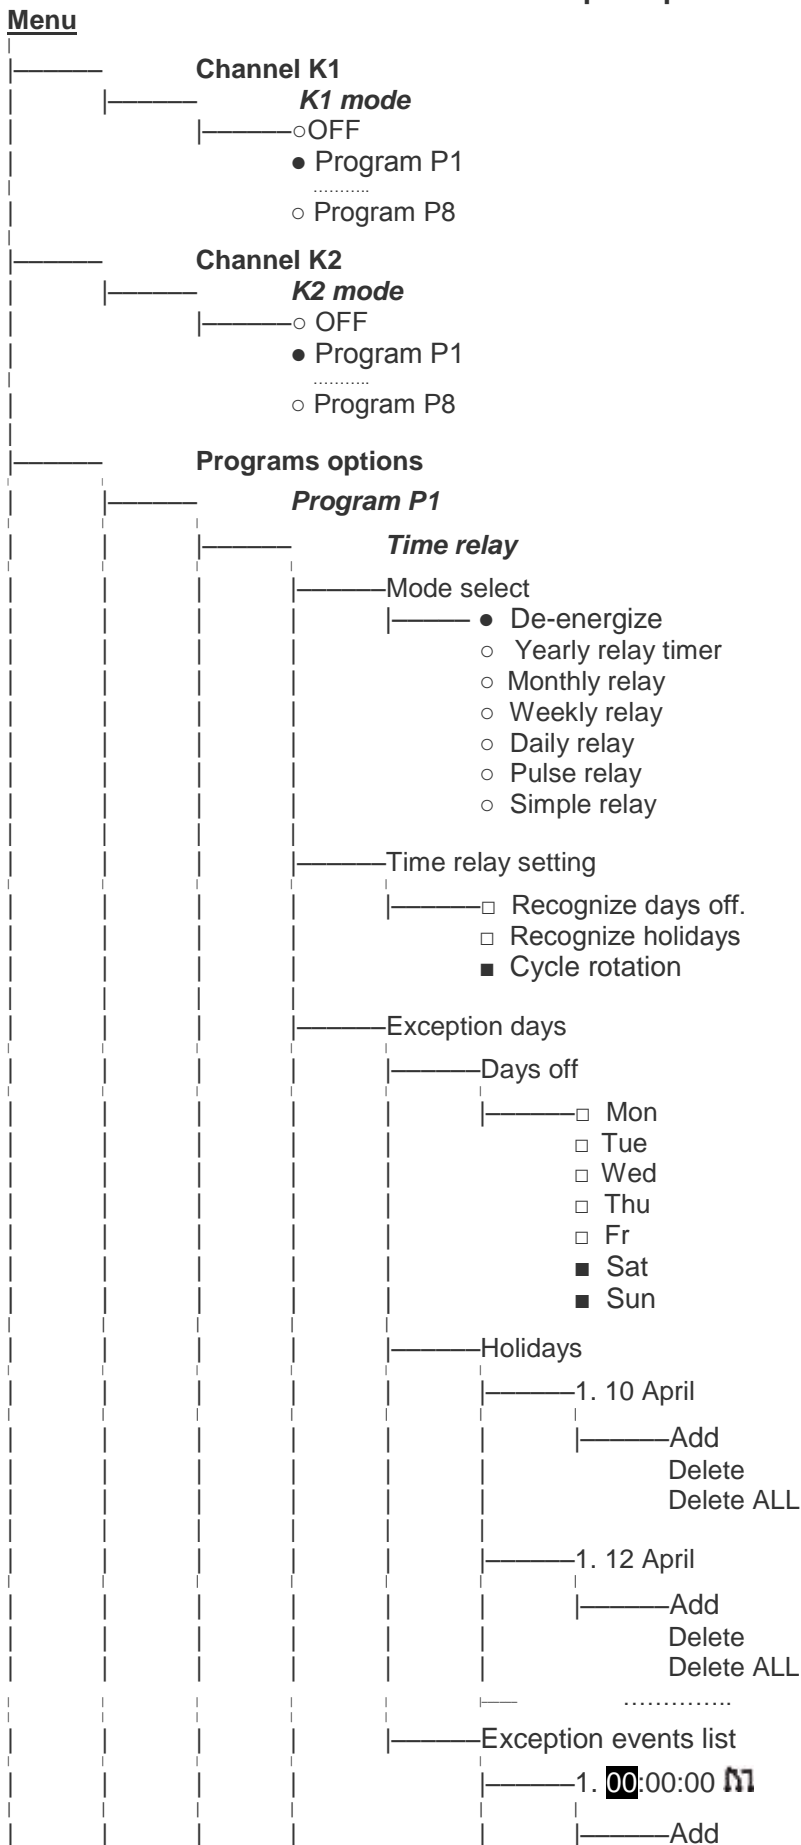 Menu
Channel K1
K1 mode
○OFF
● Program P1
...........
○ Program P8
Channel K2
K2 mode
○ OFF
● Program P1
...........
○ Program P8
Programs options
Program P1
Time relay
Mode select
● De-energize
○ Yearly relay timer
○ Monthly relay
○ Weekly relay
○ Daily relay
○ Pulse relay
○ Simple relay
Time relay setting
□ Recognize days off.
□ Recognize holidays
■ Cycle rotation
Exception days
Days off
□ Mon
□ Tue
□ Wed
□ Thu
□ Fr
■ Sat
■ Sun
Holidays
1. 10 April
Add
Delete
Delete ALL
1. 12 April
Add
Delete
Delete ALL
…………..
Exception events list
1. 00:00:00
Add